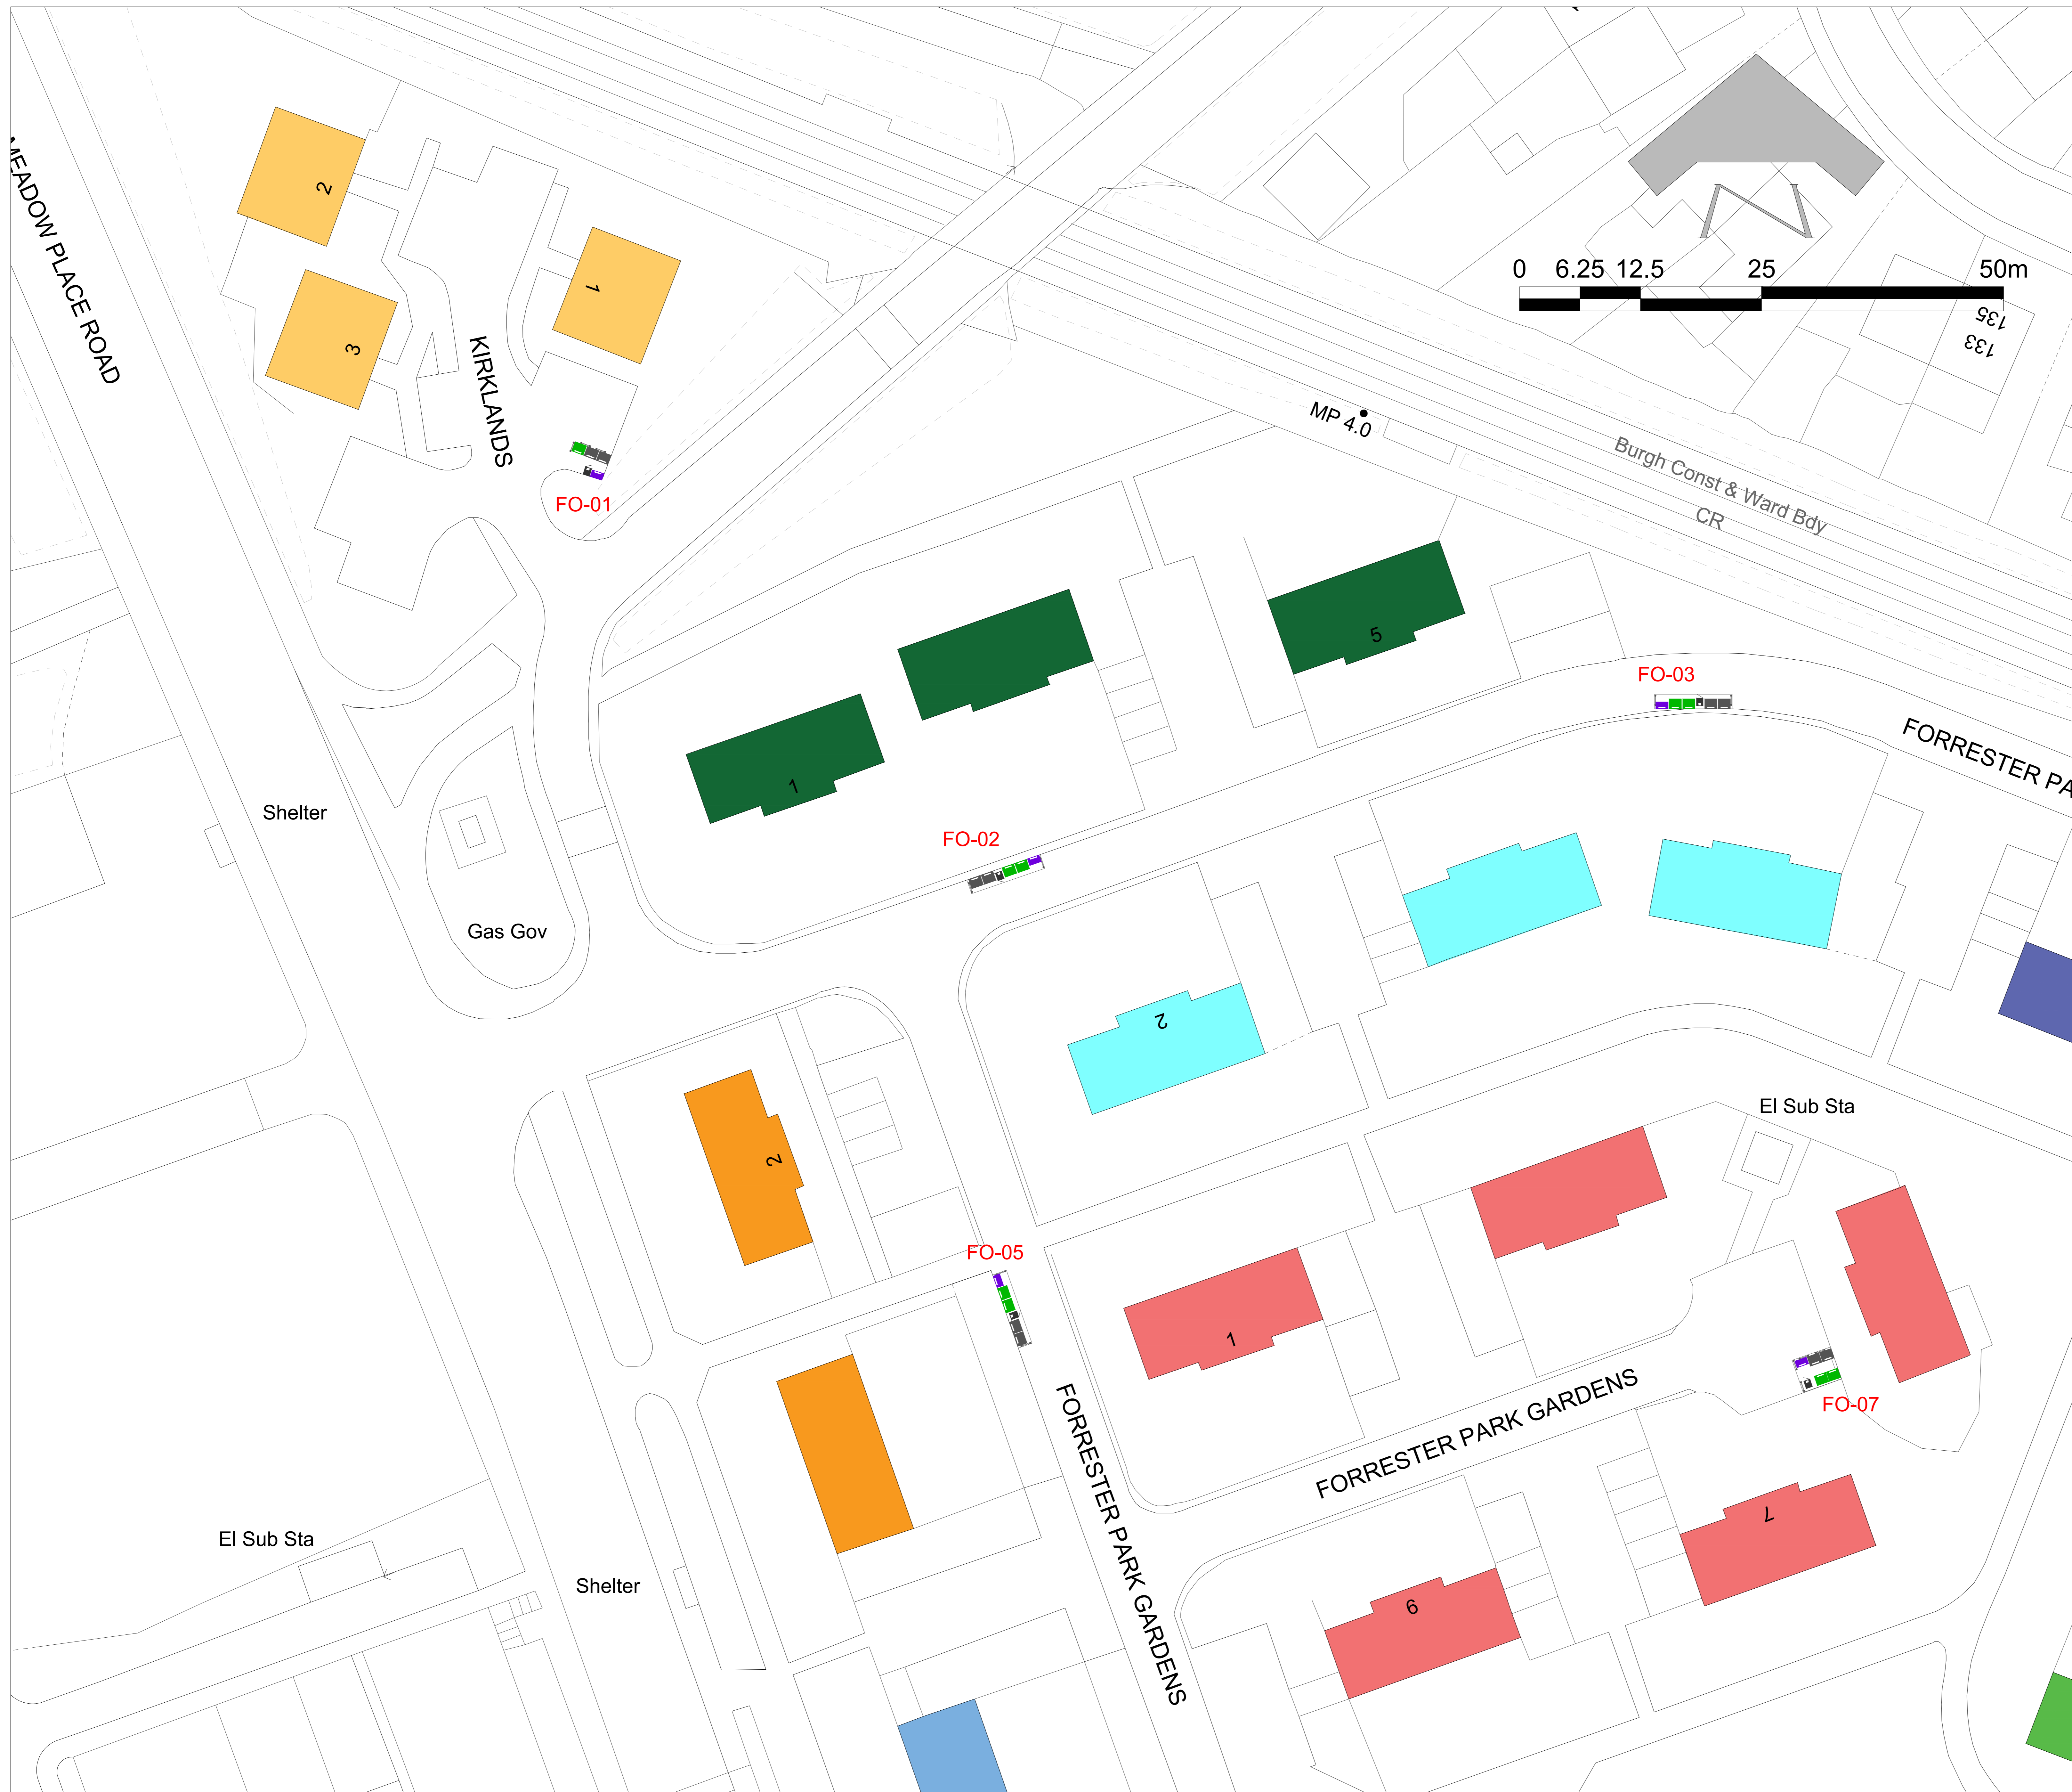 MEADOW PLACE ROAD
2
1
3
KIRKLANDS
FO-01
0 6.25 12.5 25 50m
135
133
MP 4.0
Burgh Const & Ward Bdy
CR
5
FO-03
FORRESTER PA
1
FO-02
Shelter
Gas Gov
2
El Sub Sta
2
FO-05
1
FO-07
FORRESTER PARK GARDENS
FORRESTER PARK GARDENS
7
6
El Sub Sta
Shelter